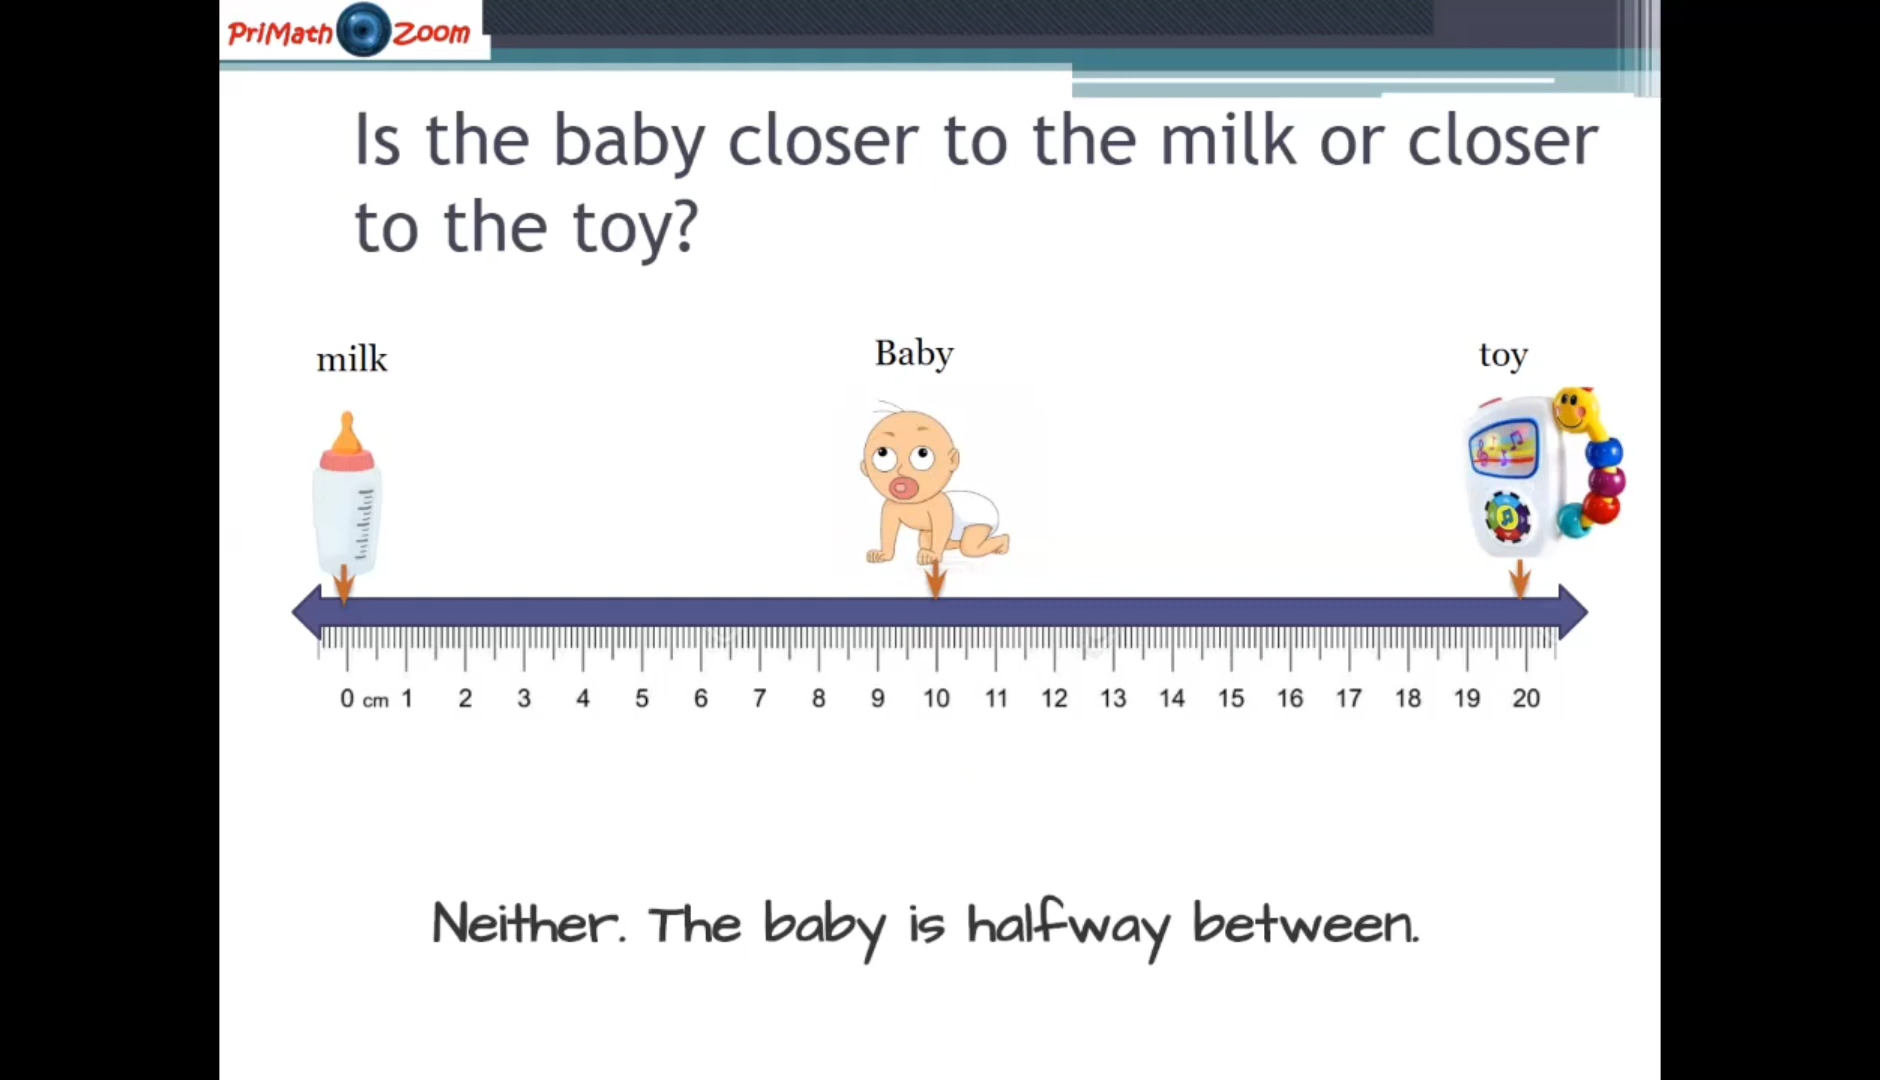 PriMath Zoom
Is the baby closer to the milk or closer
to the toy?
milk Baby toy
0 cm 1 2 3 4 5 6 7 8 9 10 11 12 13 14 15 16 17 18 19 20
Neither. The baby is halfway between.